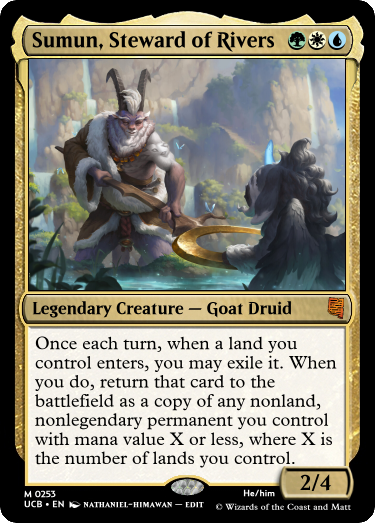 Sumun, Steward of Rivers
Legendary Creature — Goat Druid
Once each turn, when a land you
control enters, you may exile it. When
you do, return that card to the
battlefield as a copy of any nonland,
nonlegendary permanent you control
with mana value X or less, where X is
the number of lands you control.
2/4
M 0253
He/him
UCB • EN NATHANIEL-HIMAWAN — EDIT
© Wizards of the Coast and Matt